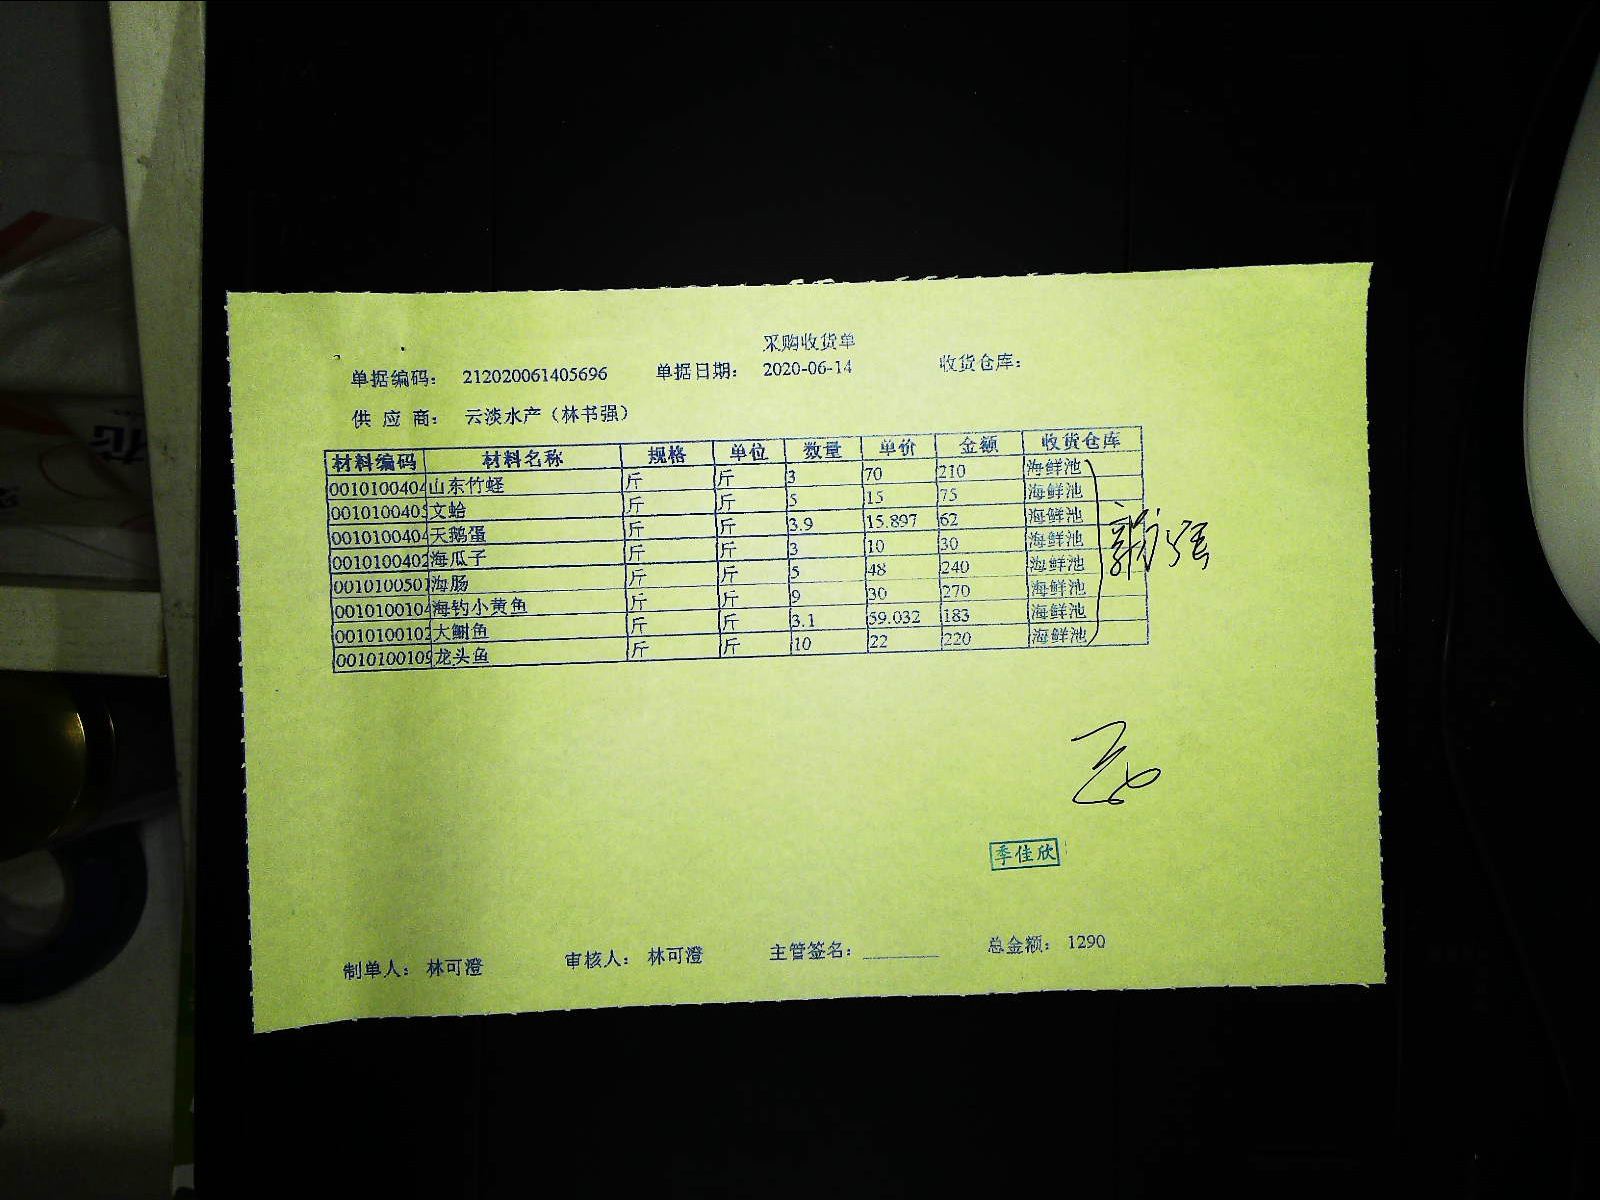 采购收货单
单据编码： 212020061405696 单据日期： 2020-06-14 收货仓库：
供 应 商： 云淡水产（林书强）
材料编码 材料名称 规格 单位 数量 单价 金额 收货仓库
0010100404 山东竹蛏 斤 斤 3 70 210 海鲜池
0010100405 文蛤 斤 斤 5 15 75 海鲜池
0010100404 天鹅蛋 斤 斤 3.9 15.897 62 海鲜池
0010100402 海瓜子 斤 斤 3 10 30 海鲜池
0010100501 海肠 斤 斤 5 48 240 海鲜池
0010100104 海钓小黄鱼 斤 斤 9 30 270 海鲜池
0010100102 大鲥鱼 斤 斤 3.1 59.032 183 海鲜池
0010100109 龙头鱼 斤 斤 10 22 220 海鲜池
季佳欣
制单人： 林可澄 审核人： 林可澄 主管签名： 总金额： 1290